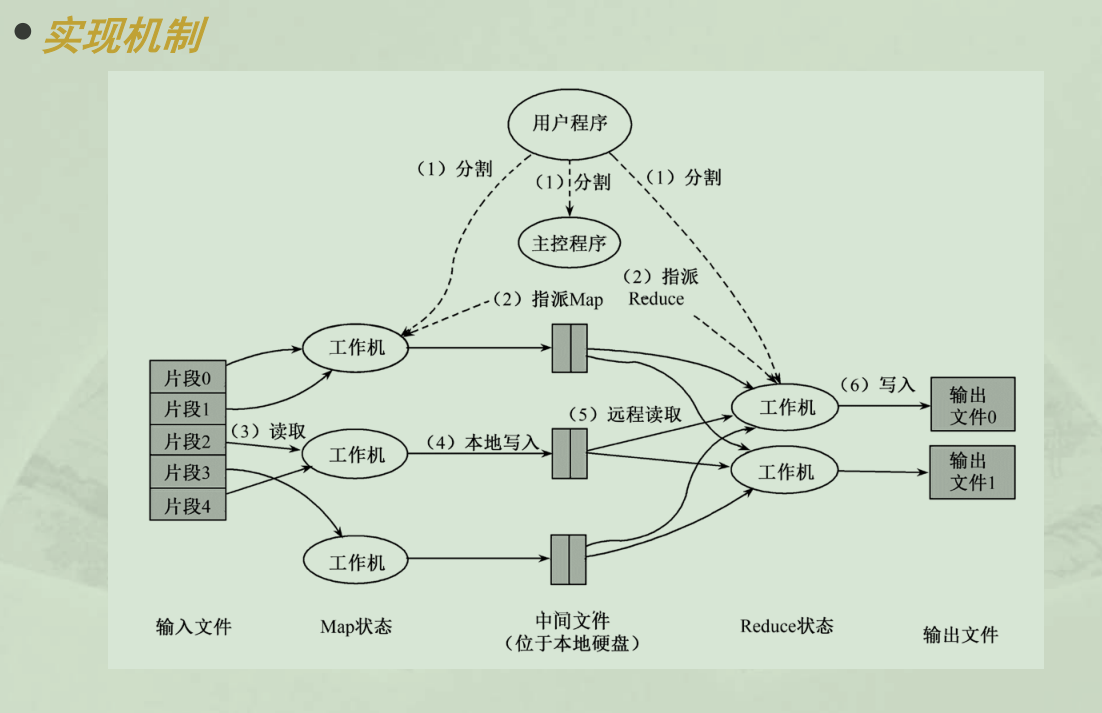 实现机制
用户程序
（1）分割
（1）分割
（1）分割
主控程序
（2）指派
Reduce
（2）指派Map
工作机
片段0
片段1
片段2
片段3
片段4
（3）读取
工作机
（4）本地写入
工作机
（5）远程读取
工作机
（6）写入
输出
文件0
工作机
输出
文件1
输入文件
Map状态
中间文件
（位于本地硬盘）
Reduce状态
输出文件